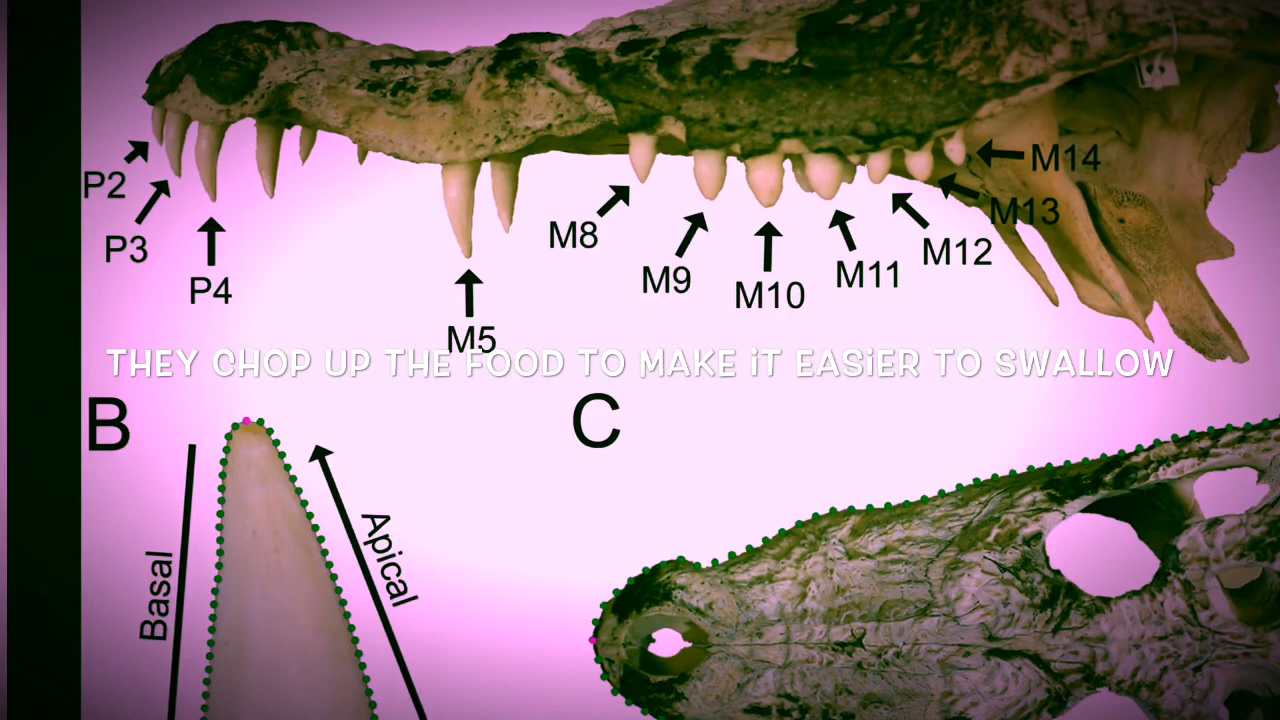 P2
P3
P4
M5
M8
M9
M10
M11
M12
M13
M14
THEY CHOP UP THE FOOD TO MAKE iT EASiER TO SWALLOW
B
C
Basal
Apical